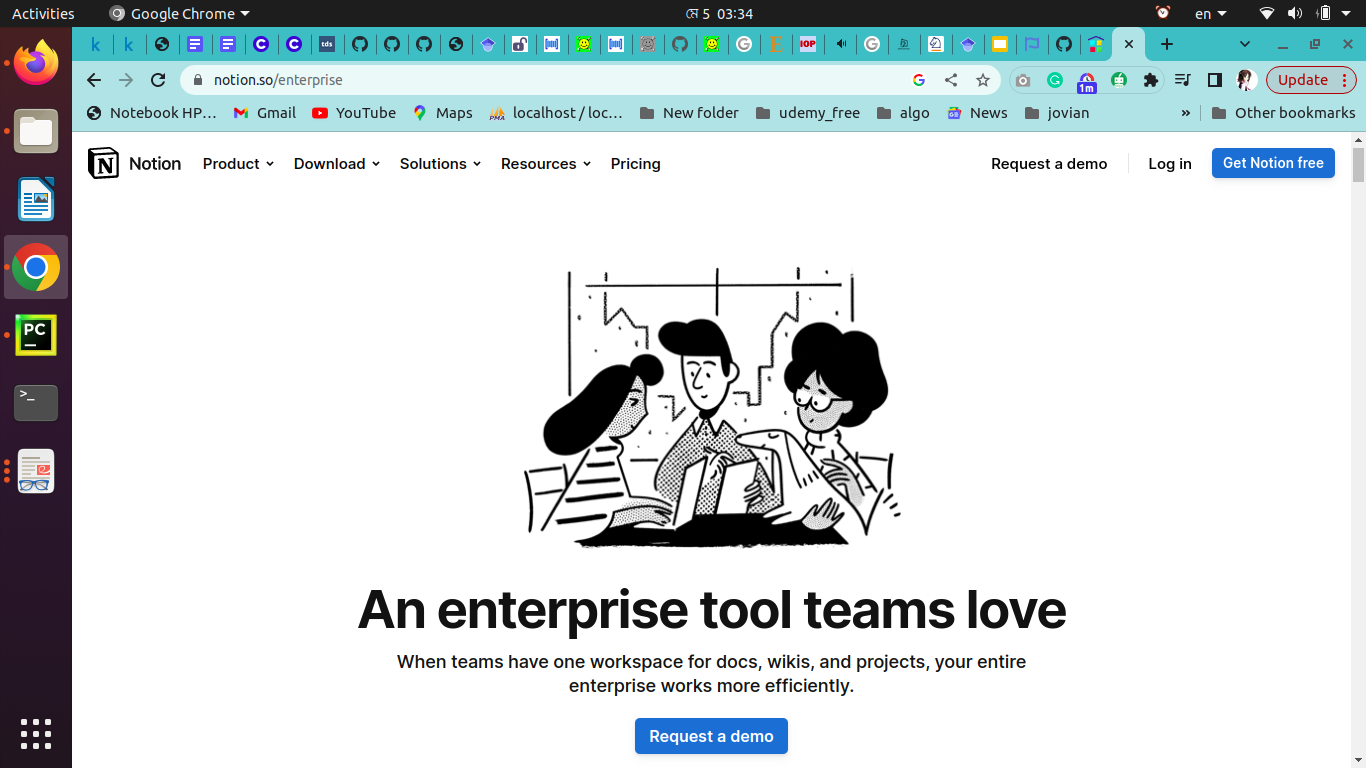 Activities
Google Chrome
মে 5 03:34
en
k
k
tds
IOP
notion.so/enterprise
G
1m
Update
Notebook HP...
Gmail
YouTube
Maps
PMA
localhost / loc...
New folder
udemy_free
algo
News
jovian
»
Other bookmarks
Notion
Product
Download
Solutions
Resources
Pricing
Request a demo
Log in
Get Notion free
PC
>_
An enterprise tool teams love
When teams have one workspace for docs, wikis, and projects, your entire
enterprise works more efficiently.
Request a demo